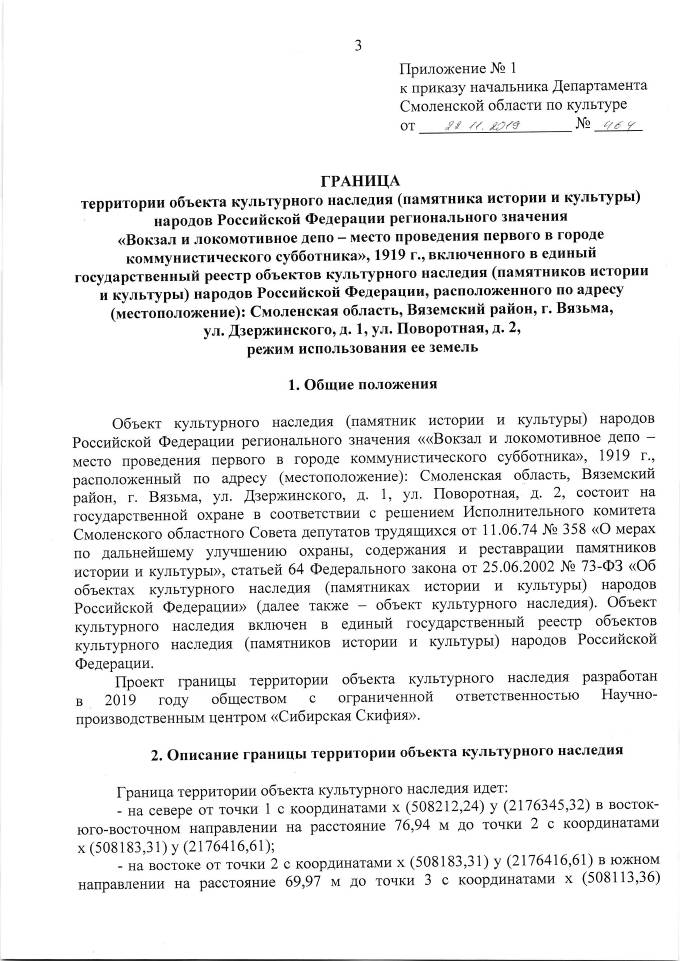 3
Приложение № 1
к приказу начальника Департамента
Смоленской области по культуре
от 28 11. 2019 № 464
ГРАНИЦА
территории объекта культурного наследия (памятника истории и культуры)
народов Российской Федерации регионального значения
«Вокзал и локомотивное депо – место проведения первого в городе
коммунистического субботника», 1919 г., включенного в единый
государственный реестр объектов культурного наследия (памятников истории
и культуры) народов Российской Федерации, расположенного по адресу
(местоположение): Смоленская область, Вяземский район, г. Вязьма,
ул. Дзержинского, д. 1, ул. Поворотная, д. 2,
режим использования ее земель
1. Общие положения
Объект культурного наследия (памятник истории и культуры) народов
Российской Федерации регионального значения ««Вокзал и локомотивное депо –
место проведения первого в городе коммунистического субботника», 1919 г.,
расположенный по адресу (местоположение): Смоленская область, Вяземский
район, г. Вязьма, ул. Дзержинского, д. 1, ул. Поворотная, д. 2, состоит на
государственной охране в соответствии с решением Исполнительного комитета
Смоленского областного Совета депутатов трудящихся от 11.06.74 № 358 «О мерах
по дальнейшему улучшению охраны, содержания и реставрации памятников
истории и культуры», статьей 64 Федерального закона от 25.06.2002 № 73-ФЗ «Об
объектах культурного наследия (памятниках истории и культуры) народов
Российской Федерации» (далее также – объект культурного наследия). Объект
культурного наследия включен в единый государственный реестр объектов
культурного наследия (памятников истории и культуры) народов Российской
Федерации.
Проект границы территории объекта культурного наследия разработан
в 2019 году обществом с ограниченной ответственностью Научно-
производственным центром «Сибирская Скифия».
2. Описание границы территории объекта культурного наследия
Граница территории объекта культурного наследия идет:
- на севере от точки 1 с координатами х (508212,24) у (2176345,32) в восток-
юго-восточном направлении на расстояние 76,94 м до точки 2 с координатами
х (508183,31) у (2176416,61);
- на востоке от точки 2 с координатами х (508183,31) у (2176416,61) в южном
направлении на расстояние 69,97 м до точки 3 с координатами х (508113,36)